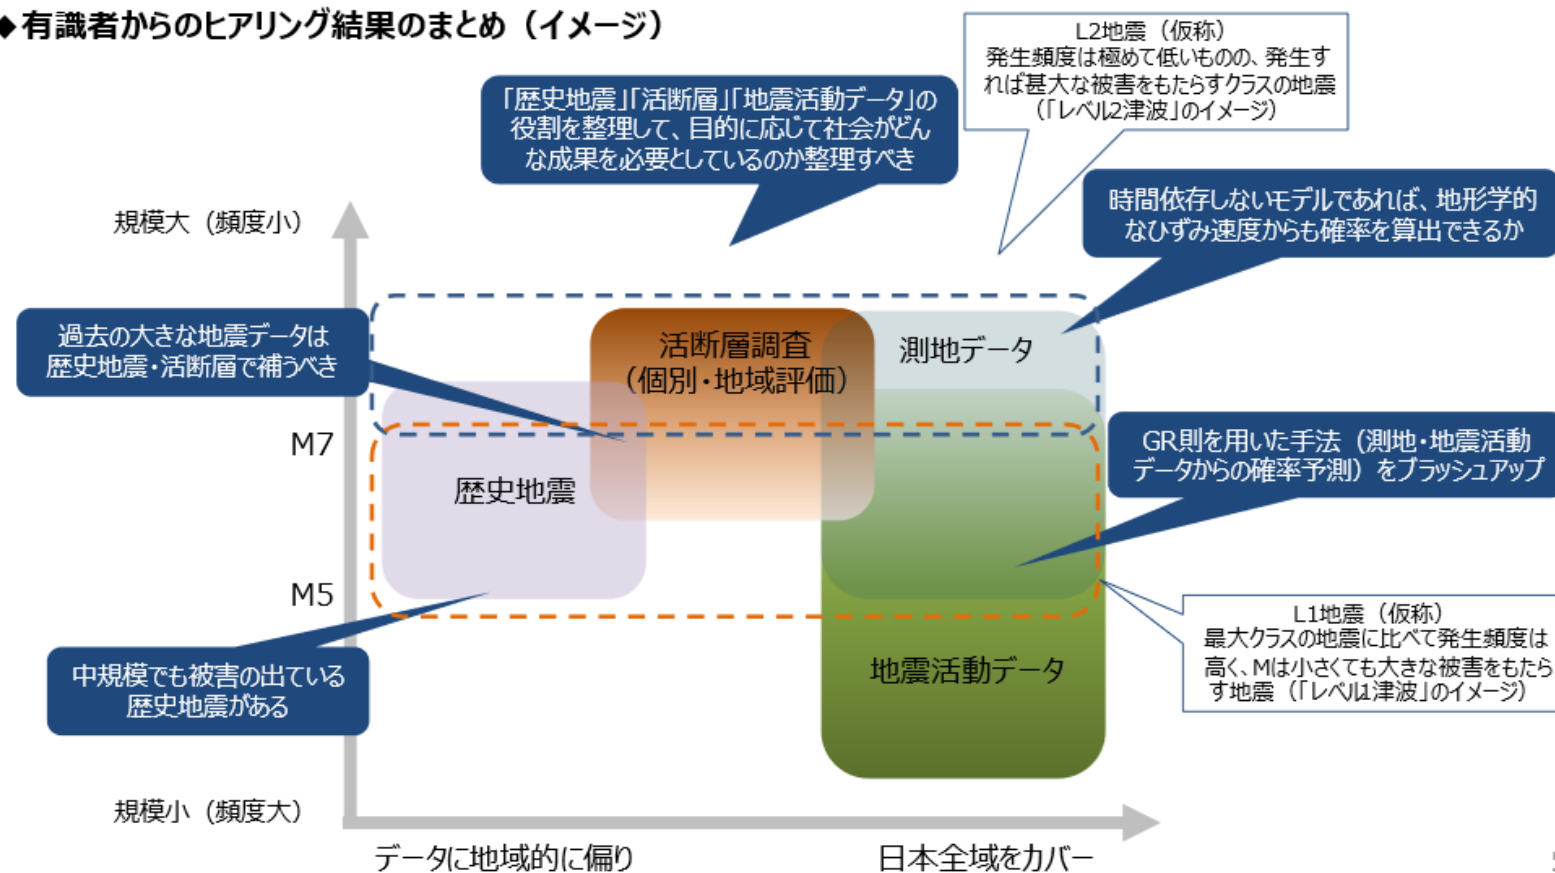 ◆有識者からのヒアリング結果のまとめ（イメージ）
L2地震（仮称）
発生頻度は極めて低いものの、発生す
れば甚大な被害をもたらすクラスの地震
（「レベル2津波」のイメージ）
「歴史地震」「活断層」「地震活動データ」の
役割を整理して、目的に応じて社会がどん
な成果を必要としているのか整理すべき
時間依存しないモデルであれば、地形学的
なひずみ速度からも確率を算出できるか
規模大（頻度小）
過去の大きな地震データは
歴史地震・活断層で補うべき
活断層調査
（個別・地域評価）
測地データ
M7
GR則を用いた手法（測地・地震活動
データからの確率予測）をブラッシュアップ
歴史地震
M5
L1地震（仮称）
最大クラスの地震に比べて発生頻度は
高く、Mは小さくても大きな被害をもたら
す地震（「レベル1津波」のイメージ）
中規模でも被害の出ている
歴史地震がある
地震活動データ
規模小（頻度大）
データに地域的に偏り
日本全域をカバー